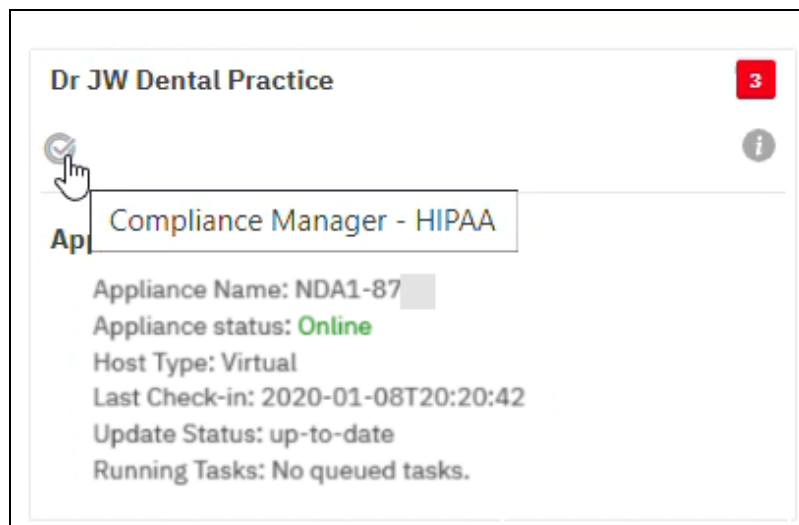 Dr JW Dental Practice
3
i
Compliance Manager - HIPAA
App
Appliance Name: NDA1-87
Appliance status: Online
Host Type: Virtual
Last Check-in: 2020-01-08T20:20:42
Update Status: up-to-date
Running Tasks: No queued tasks.